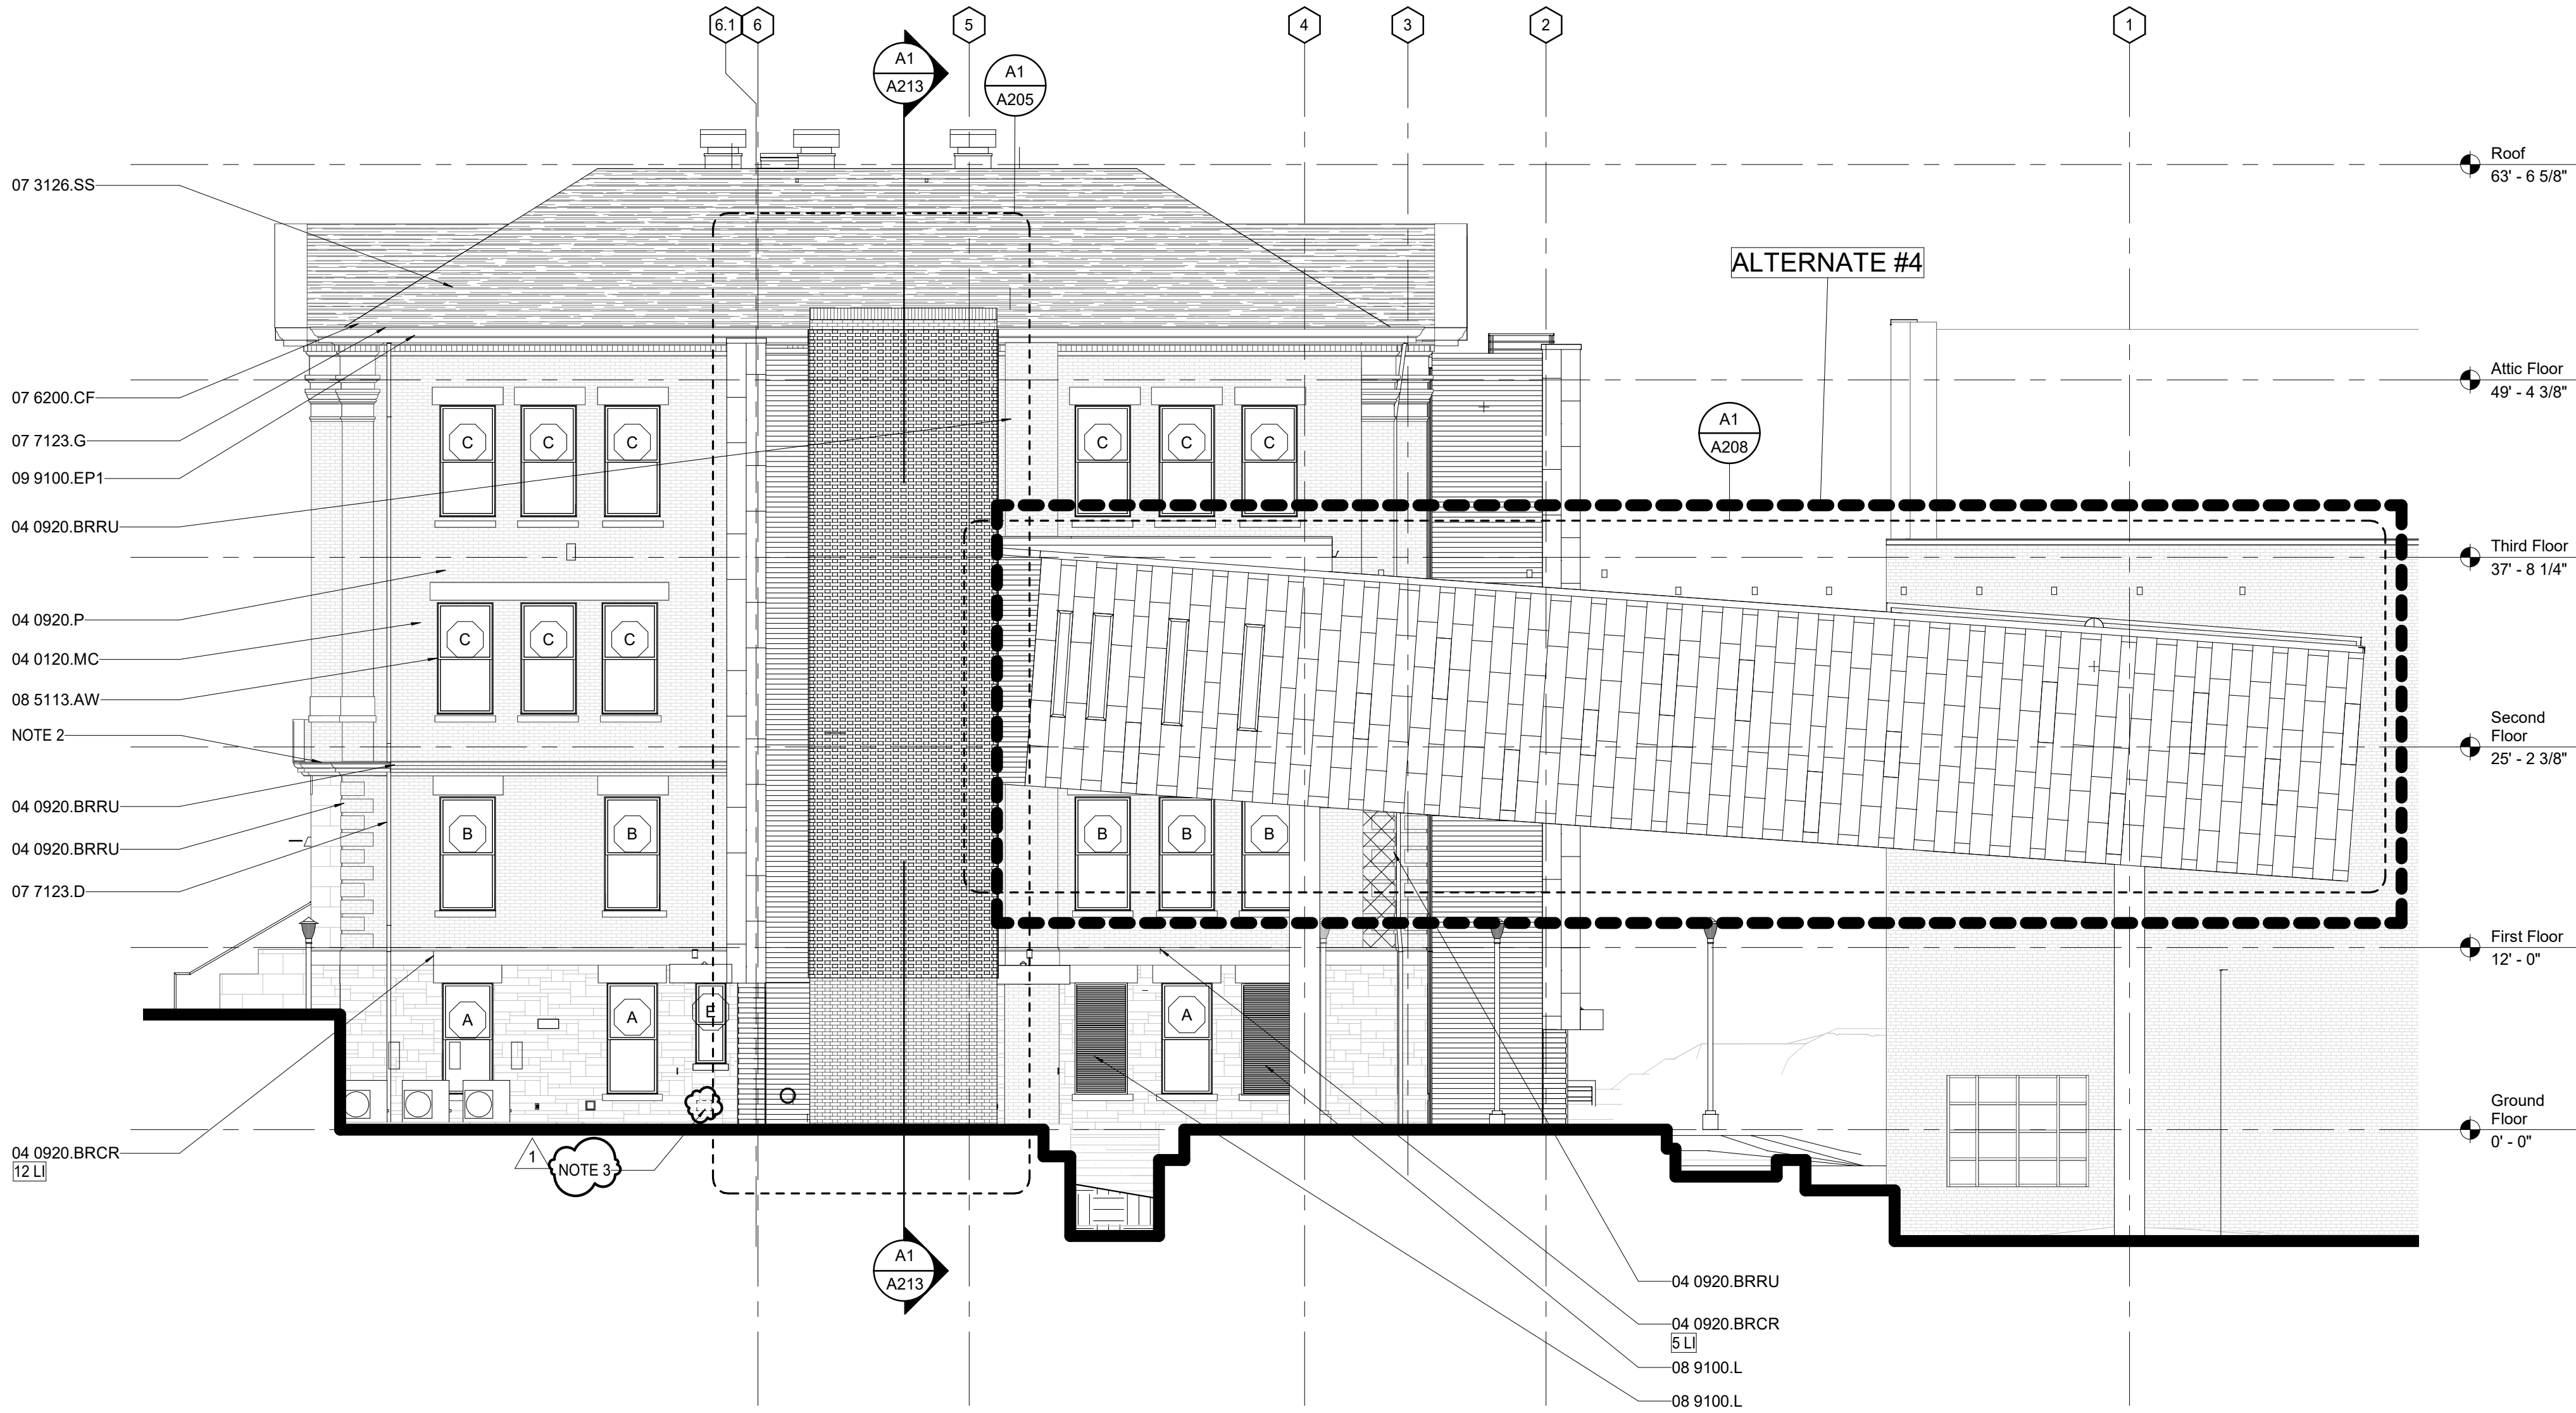 6.1
6
5
4
3
2
1
A1
A213
A1
A205
Roof
63' - 6 5/8"
07 3126.SS
ALTERNATE #4
Attic Floor
49' - 4 3/8"
07 6200.CF
07 7123.G
09 9100.EP1
04 0920.BRRU
C
C
C
C
C
C
A1
A208
Third Floor
37' - 8 1/4"
04 0920.P
04 0120.MC
08 5113.AW
NOTE 2
C
C
C
Second
Floor
25' - 2 3/8"
04 0920.BRRU
04 0920.BRRU
07 7123.D
B
B
B
B
B
First Floor
12' - 0"
A
A
E
A
Ground
Floor
0' - 0"
04 0920.BRCR
12 LI
1
NOTE 3
A1
A213
04 0920.BRRU
04 0920.BRCR
5 LI
08 9100.L
08 9100.L